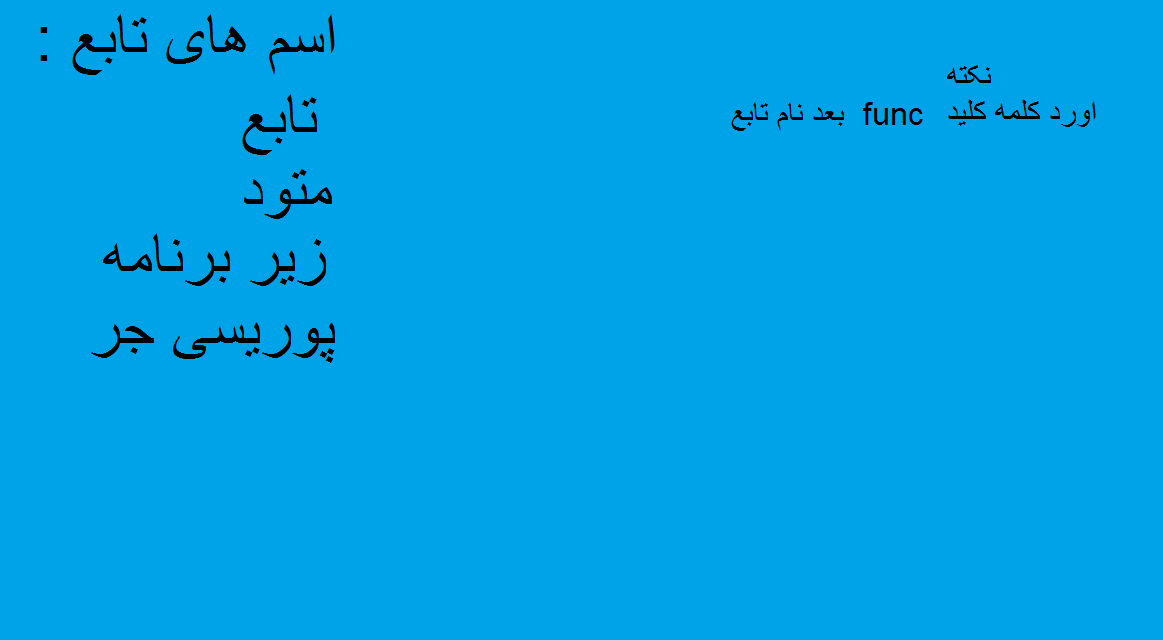 اسم های تابع :
تابع
متود
زیر برنامه
پوریسی جر
نکته
اورد کلمه کلید func بعد نام تابع